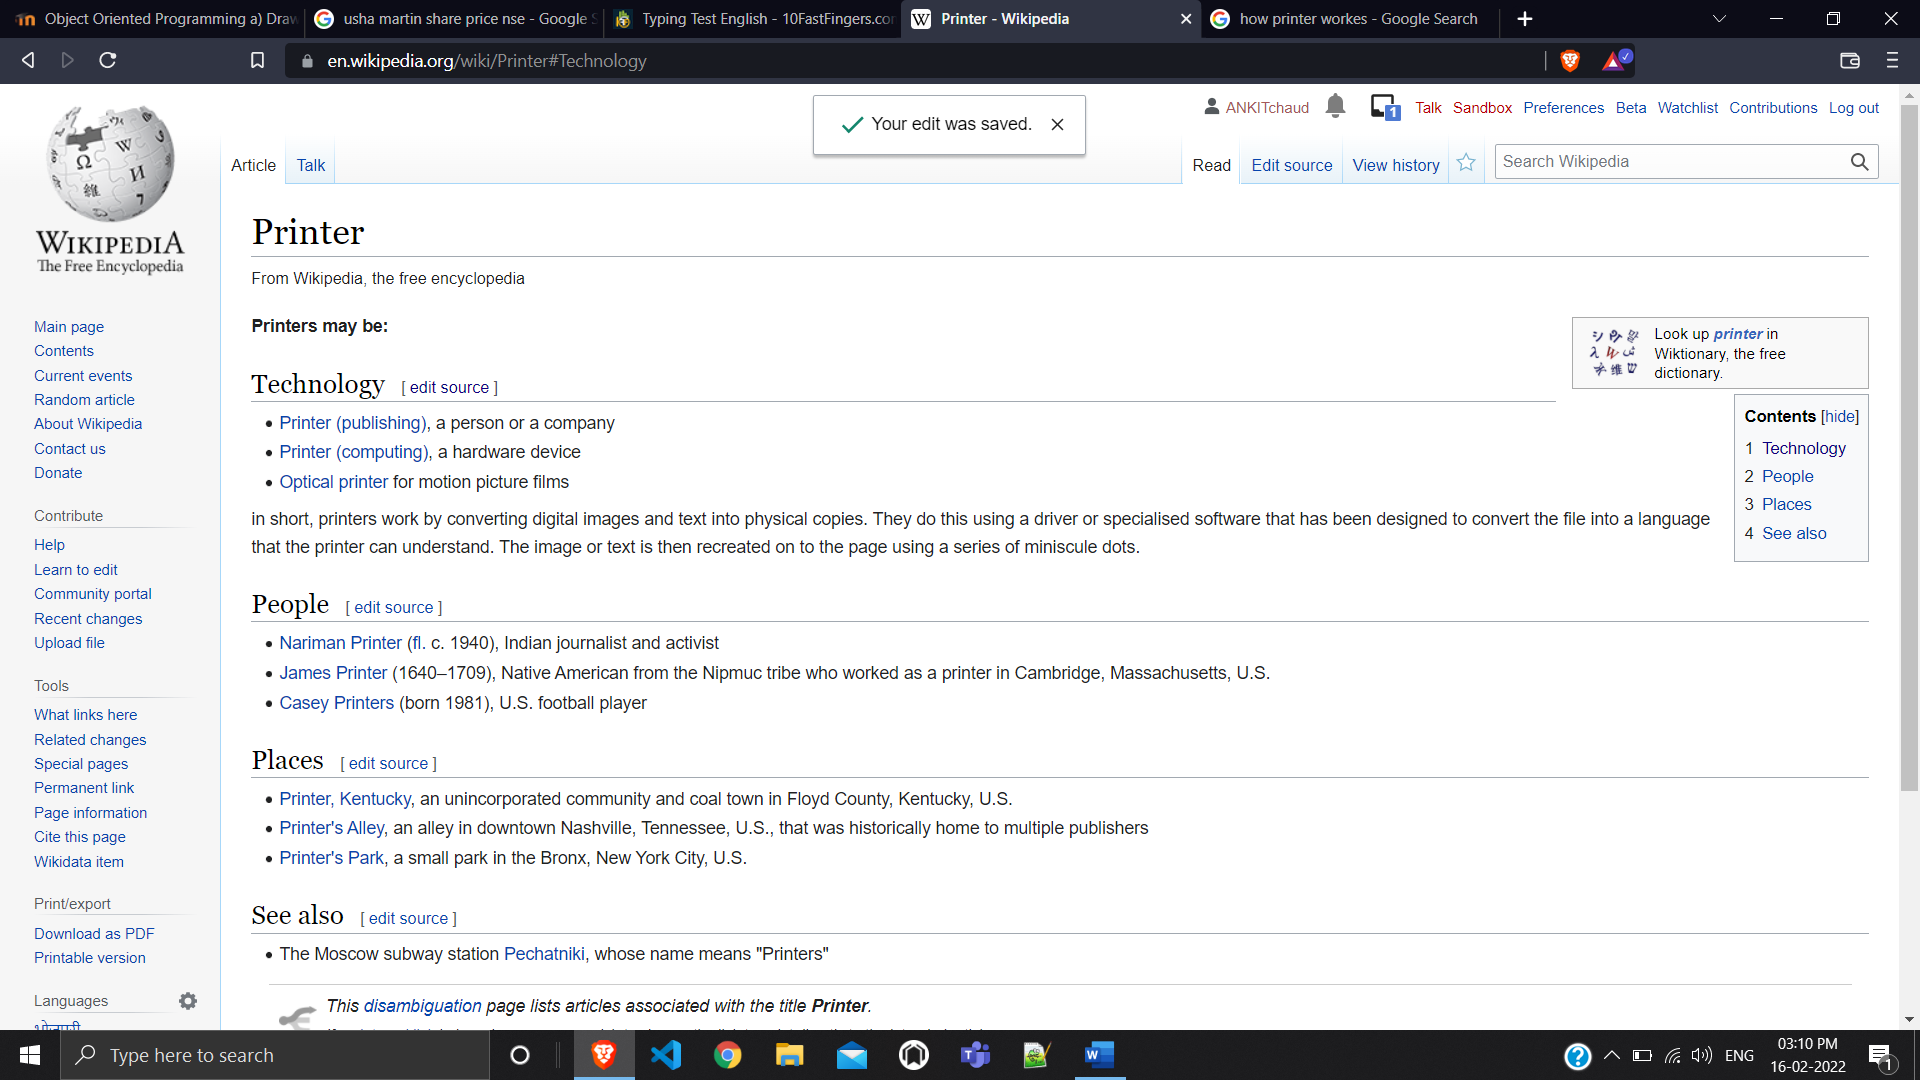 Object Oriented Programming a) Draw
usha martin share price nse - Google S
Typing Test English - 10FastFingers.com
Printer - Wikipedia
how printer workes - Google Search
en.wikipedia.org/wiki/Printer#Technology
Your edit was saved.
ANKITchaud
1
Talk Sandbox Preferences Beta Watchlist Contributions Log out
Article Talk
Read Edit source View history
Search Wikipedia
WIKIPEDIA
The Free Encyclopedia
Main page
Contents
Current events
Random article
About Wikipedia
Contact us
Donate
Contribute
Help
Learn to edit
Community portal
Recent changes
Upload file
Tools
What links here
Related changes
Special pages
Permanent link
Page information
Cite this page
Wikidata item
Print/export
Download as PDF
Printable version
Languages
भोजपुरी
Printer
From Wikipedia, the free encyclopedia
Printers may be:
Look up printer in
Wiktionary, the free
dictionary.
Contents [hide]
1 Technology
2 People
3 Places
4 See also
Technology [ edit source ]
• Printer (publishing), a person or a company
• Printer (computing), a hardware device
• Optical printer for motion picture films
in short, printers work by converting digital images and text into physical copies. They do this using a driver or specialised software that has been designed to convert the file into a language
that the printer can understand. The image or text is then recreated on to the page using a series of miniscule dots.
People [ edit source ]
• Nariman Printer (fl. c. 1940), Indian journalist and activist
• James Printer (1640–1709), Native American from the Nipmuc tribe who worked as a printer in Cambridge, Massachusetts, U.S.
• Casey Printers (born 1981), U.S. football player
Places [ edit source ]
• Printer, Kentucky, an unincorporated community and coal town in Floyd County, Kentucky, U.S.
• Printer's Alley, an alley in downtown Nashville, Tennessee, U.S., that was historically home to multiple publishers
• Printer's Park, a small park in the Bronx, New York City, U.S.
See also [ edit source ]
• The Moscow subway station Pechatniki, whose name means "Printers"
This disambiguation page lists articles associated with the title Printer.
Type here to search
ENG
03:10 PM
16-02-2022
1